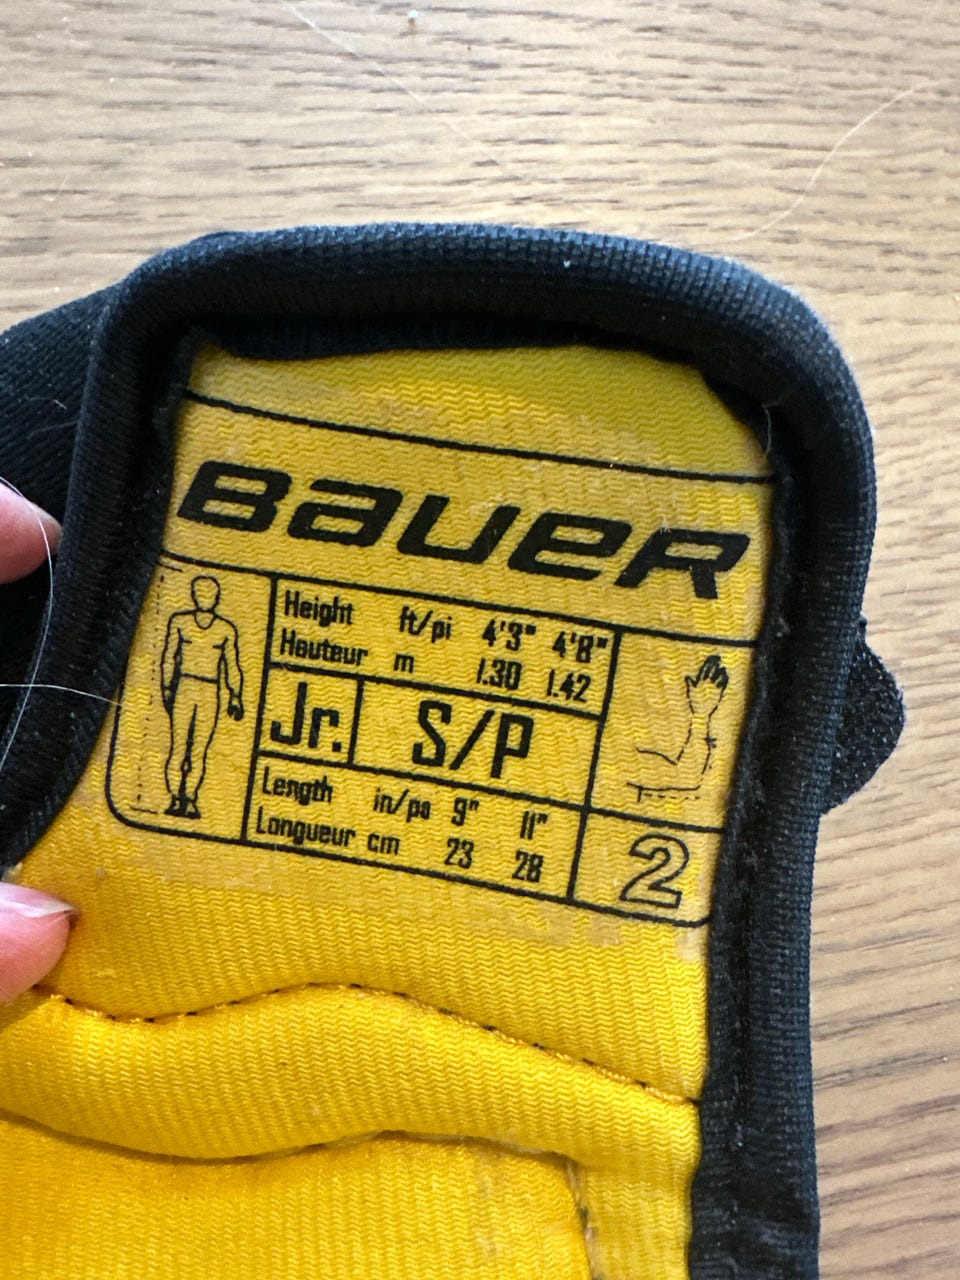 BAUER
Height ft/pi 4'3" 4'8"
Hauteur m 1.30 1.42
Jr. S/P
Length in/po 9" 11"
Longueur cm 23 28
2